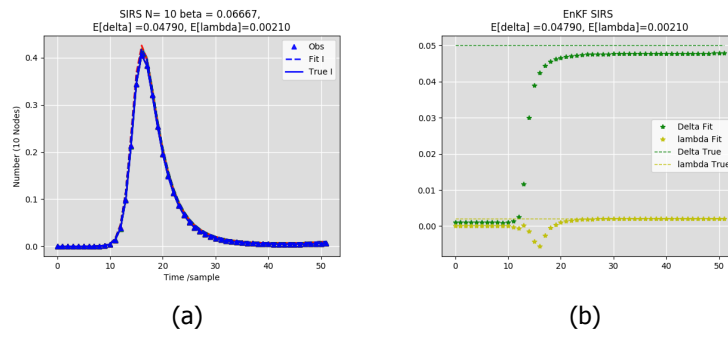 SIRS N= 10 beta = 0.06667,
E[delta] =0.04790, E[lambda]=0.00210
Number (10 Nodes)
0.4
0.3
0.2
0.1
0.0
Obs
Fit I
True I
0 10 20 30 40 50
Time /sample
(a)
EnKF SIRS
E[delta] =0.04790, E[lambda]=0.00210
0.05
0.04
0.03
0.02
0.01
0.00
Delta Fit
lambda Fit
Delta True
lambda True
0 10 20 30 40 50
(b)